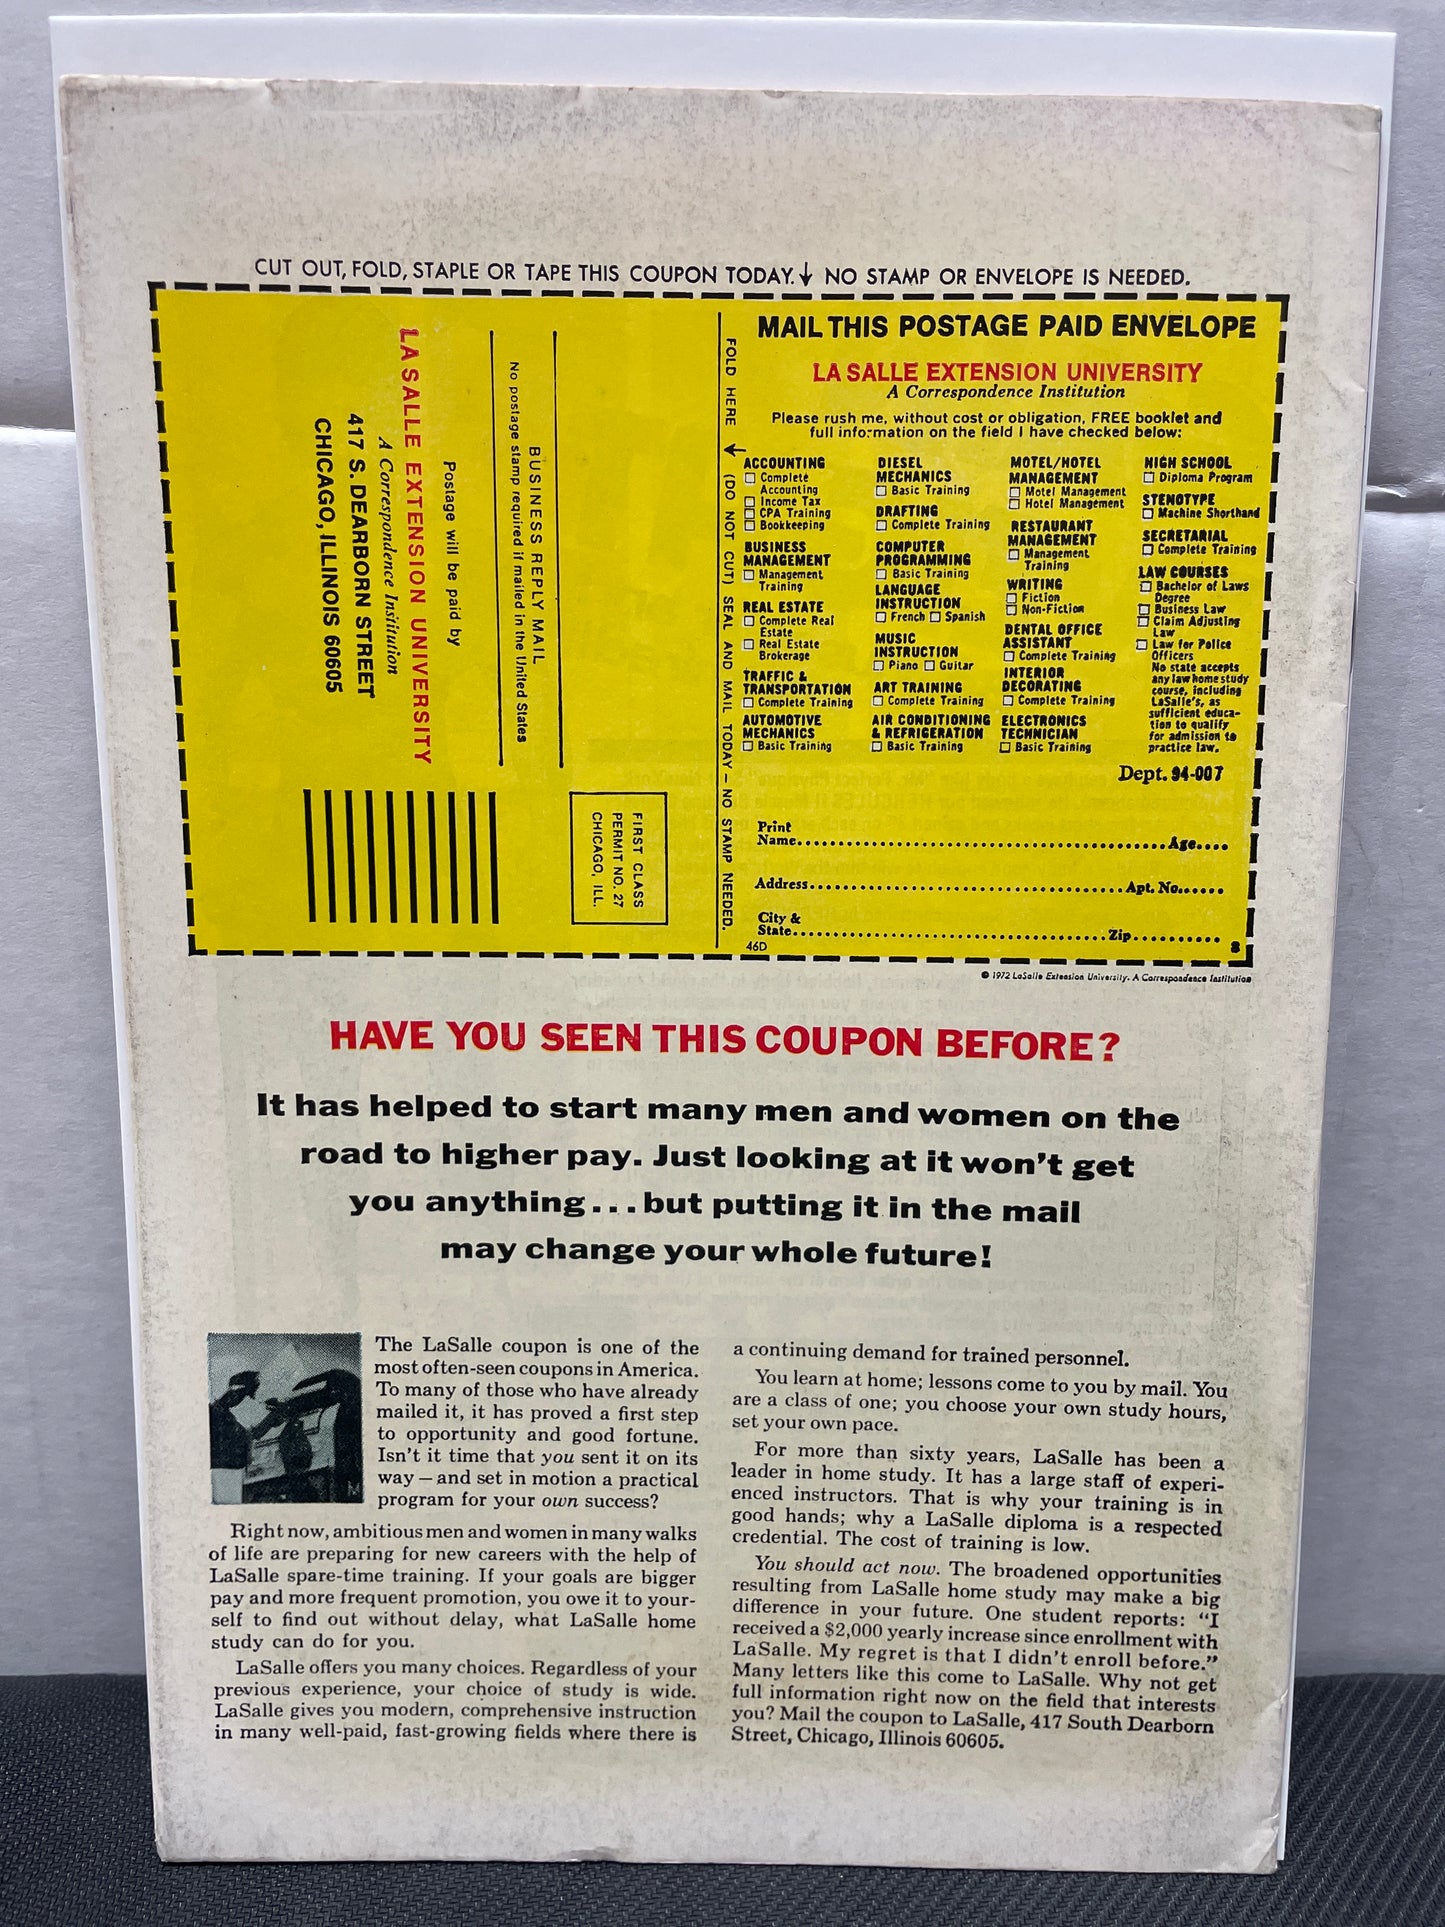 CUT OUT, FOLD, STAPLE OR TAPE THIS COUPON TODAY.↓ NO STAMP OR ENVELOPE IS NEEDED.
BUSINESS REPLY MAIL
No postage stamp required if mailed in the United States
Postage will be paid by
LA SALLE EXTENSION UNIVERSITY
A Correspondence Institution
417 S. DEARBORN STREET
CHICAGO, ILLINOIS 60605
FIRST CLASS
PERMIT NO. 27
CHICAGO, ILL.
FOLD HERE ↓ (DO NOT CUT) SEAL AND MAIL TODAY – NO STAMP NEEDED.
MAIL THIS POSTAGE PAID ENVELOPE
LA SALLE EXTENSION UNIVERSITY
A Correspondence Institution
Please rush me, without cost or obligation, FREE booklet and
full information on the field I have checked below:
ACCOUNTING
☐ Complete
Accounting
☐ Income Tax
☐ CPA Training
☐ Bookkeeping
BUSINESS
MANAGEMENT
☐ Management
Training
REAL ESTATE
☐ Complete Real
Estate
☐ Real Estate
Brokerage
TRAFFIC &
TRANSPORTATION
☐ Complete Training
AUTOMOTIVE
MECHANICS
☐ Basic Training
DIESEL
MECHANICS
☐ Basic Training
DRAFTING
☐ Complete Training
COMPUTER
PROGRAMMING
☐ Basic Training
LANGUAGE
INSTRUCTION
☐ French ☐ Spanish
MUSIC
INSTRUCTION
☐ Piano ☐ Guitar
ART TRAINING
☐ Complete Training
AIR CONDITIONING
& REFRIGERATION
☐ Basic Training
MOTEL/HOTEL
MANAGEMENT
☐ Motel Management
☐ Hotel Management
RESTAURANT
MANAGEMENT
☐ Management
Training
WRITING
☐ Fiction
☐ Non-Fiction
DENTAL OFFICE
ASSISTANT
☐ Complete Training
INTERIOR
DECORATING
☐ Complete Training
ELECTRONICS
TECHNICIAN
☐ Basic Training
HIGH SCHOOL
☐ Diploma Program
STENOTYPE
☐ Machine Shorthand
SECRETARIAL
☐ Complete Training
LAW COURSES
☐ Bachelor of Laws
Degree
☐ Business Law
☐ Claim Adjusting
Law
☐ Law for Police
Officers
No state accepts
any law home study
course, including
LaSalle's, as
sufficient educa-
tion to qualify
for admission to
practice law.
Dept. 94-007
Print
Name.......Age....
Address.......Apt. No.......
City &
State.......Zip.......
46D
8
© 1972 LaSalle Extension University. A Correspondence Institution
HAVE YOU SEEN THIS COUPON BEFORE?
It has helped to start many men and women on the
road to higher pay. Just looking at it won't get
you anything...but putting it in the mail
may change your whole future!
The LaSalle coupon is one of the
most often-seen coupons in America.
To many of those who have already
mailed it, it has proved a first step
to opportunity and good fortune.
Isn't it time that you sent it on its
way—and set in motion a practical
program for your own success?
Right now, ambitious men and women in many walks
of life are preparing for new careers with the help of
LaSalle spare-time training. If your goals are bigger
pay and more frequent promotion, you owe it to your-
self to find out without delay, what LaSalle home
study can do for you.
LaSalle offers you many choices. Regardless of your
previous experience, your choice of study is wide.
LaSalle gives you modern, comprehensive instruction
in many well-paid, fast-growing fields where there is
a continuing demand for trained personnel.
You learn at home; lessons come to you by mail. You
are a class of one; you choose your own study hours,
set your own pace.
For more than sixty years, LaSalle has been a
leader in home study. It has a large staff of experi-
enced instructors. That is why your training is in
good hands; why a LaSalle diploma is a respected
credential. The cost of training is low.
You should act now. The broadened opportunities
resulting from LaSalle home study may make a big
difference in your future. One student reports: "I
received a $2,000 yearly increase since enrollment with
LaSalle. My regret is that I didn't enroll before."
Many letters like this come to LaSalle. Why not get
full information right now on the field that interests
you? Mail the coupon to LaSalle, 417 South Dearborn
Street, Chicago, Illinois 60605.